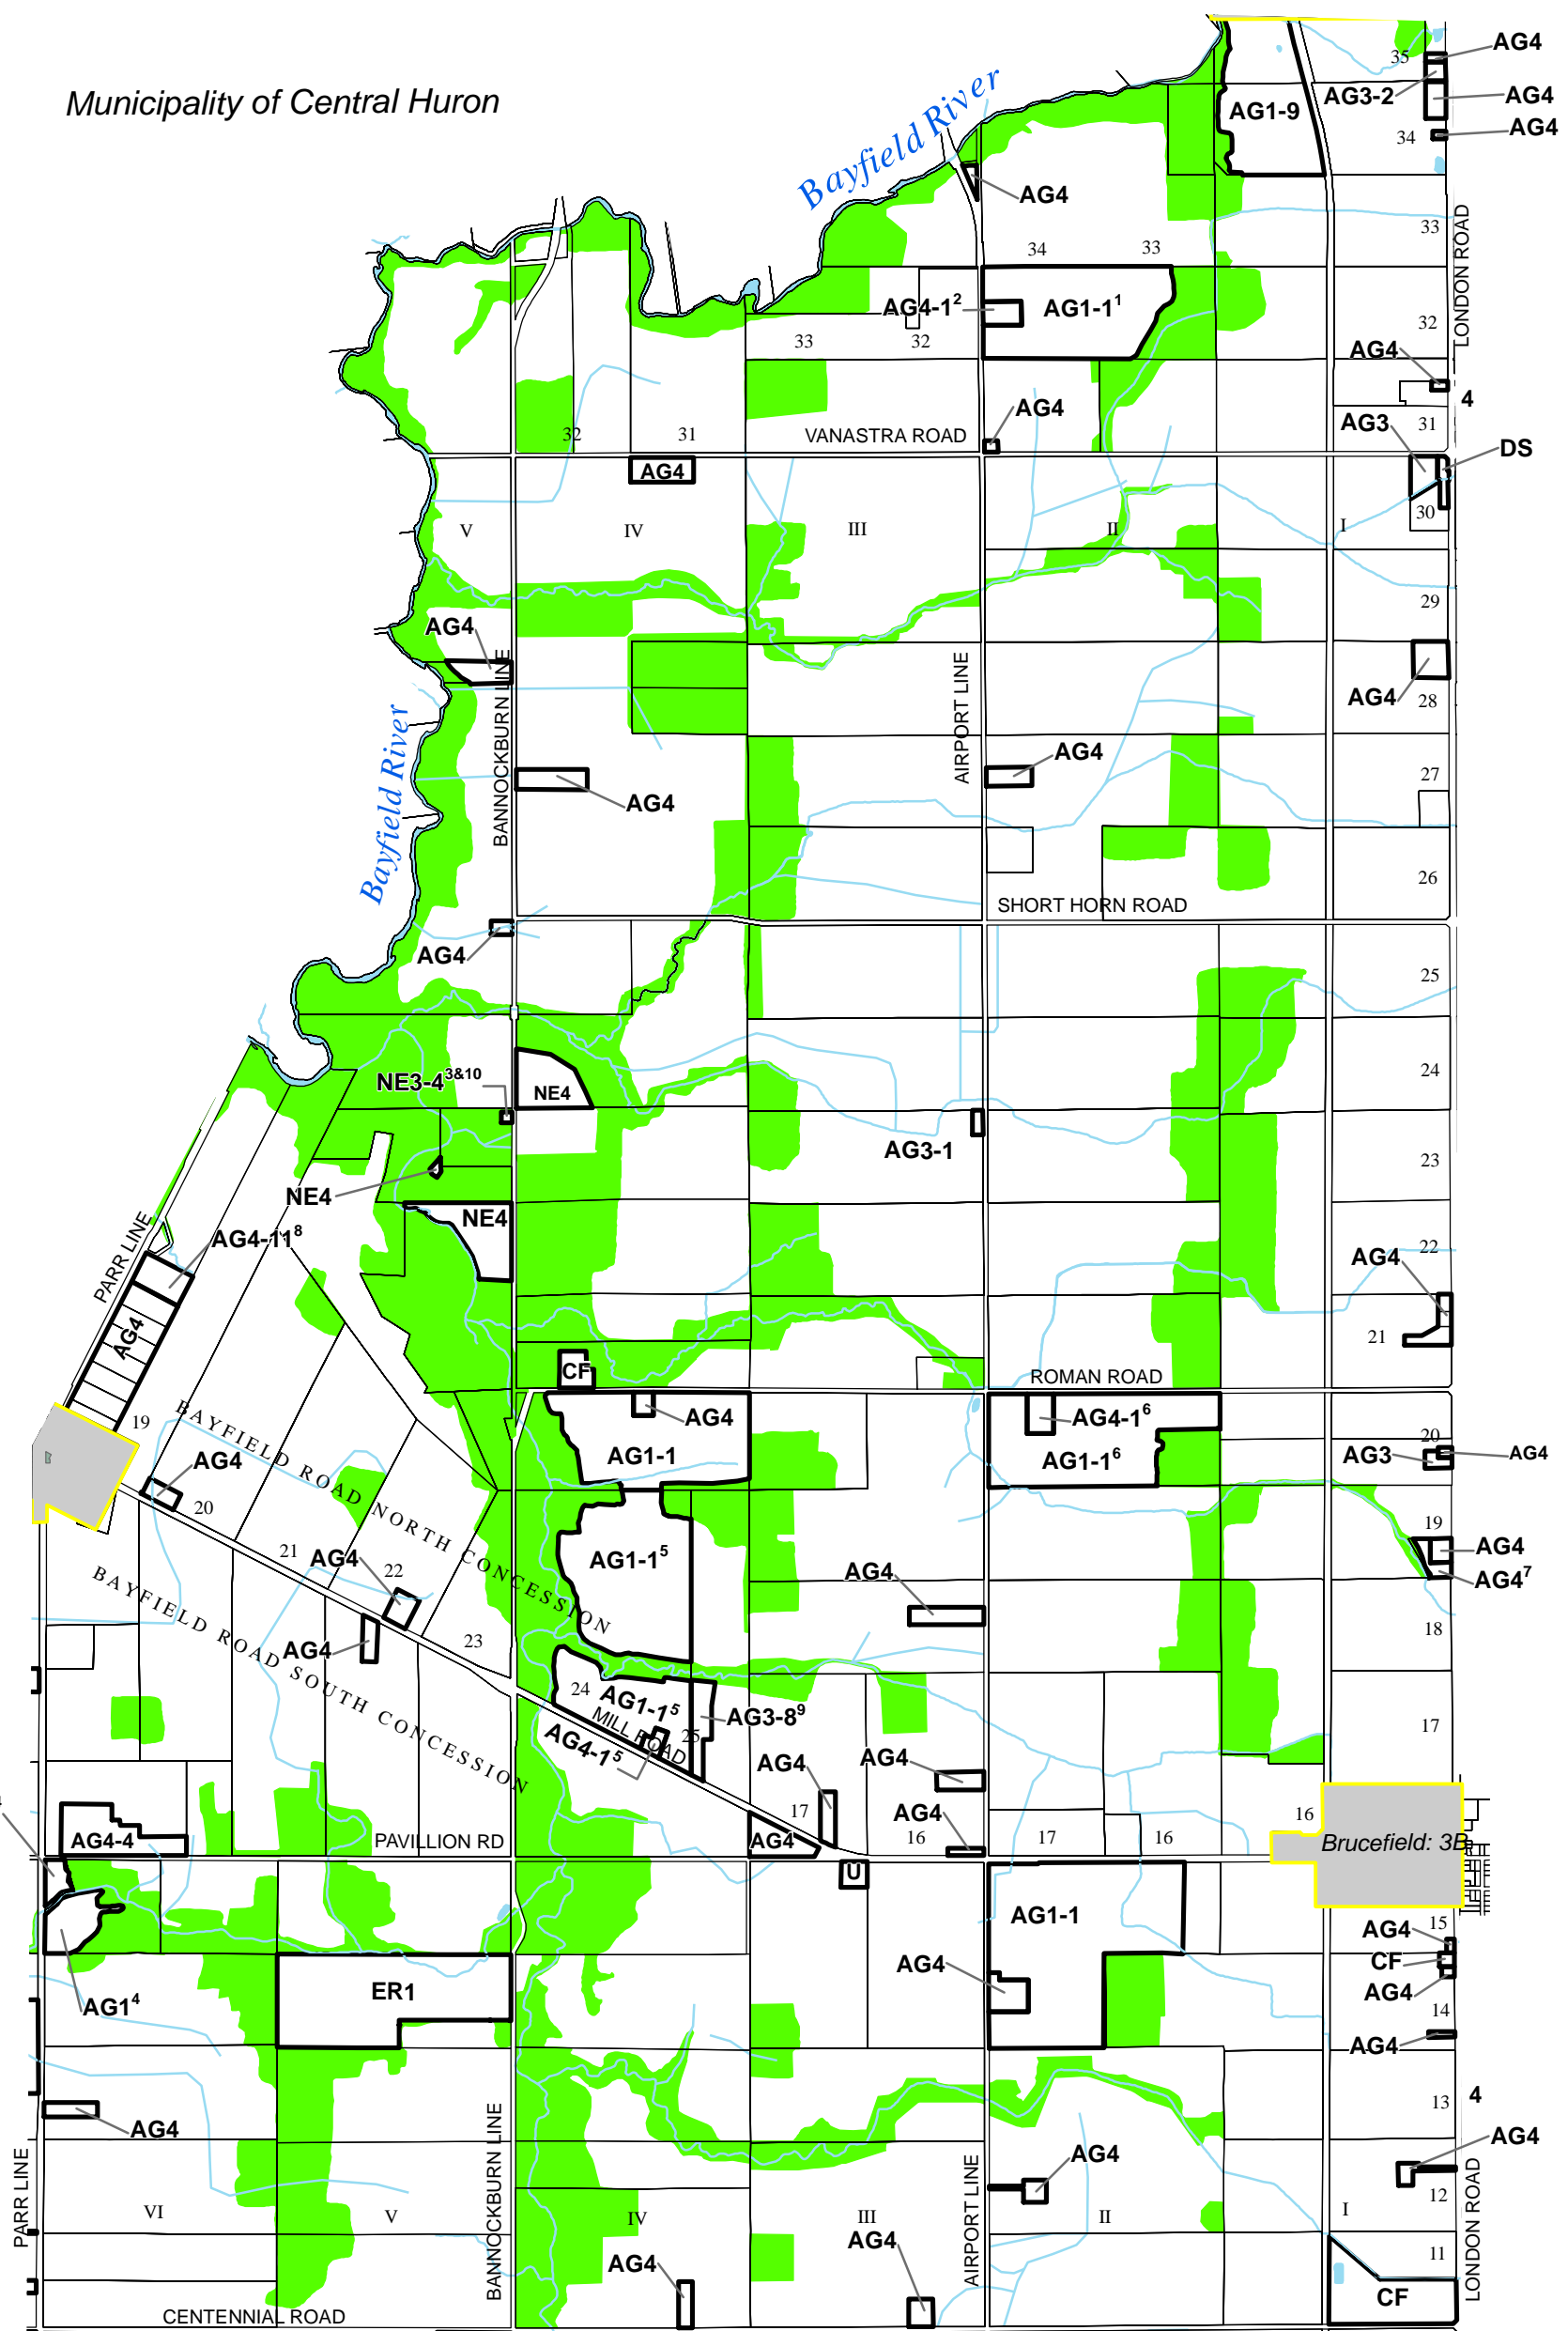 AG4
35
Municipality of Central Huron
AG3-2
AG4
AG1-9
AG4
34
Bayfield River
AG4
33
LONDON ROAD
34
33
AG4-1²
AG1-1¹
32
33
32
AG4
4
AG4
31
AG3
32
31
VANASTRA ROAD
DS
AG4
30
V
IV
III
II
I
29
AG4
BANNOCKBURN LINE
AIRPORT LINE
AG4
28
Bayfield River
AG4
27
AG4
26
SHORT HORN ROAD
AG4
25
24
NE3-4³&¹⁰
NE4
AG3-1
23
NE4
NE4
PARR LINE
AG4-11⁸
22
AG4
AG4
21
CF
ROMAN ROAD
19
AG4
AG4-1⁶
20
BAYFIELD ROAD NORTH CONCESSION
AG1-1
AG1-1⁶
AG3
AG4
AG4
20
19
21
AG4
22
AG1-1⁵
AG4
AG4
AG4⁷
BAYFIELD ROAD SOUTH CONCESSION
18
AG4
23
24
AG1-1⁵
AG3-8⁹
MILL ROAD
25
17
AG4-1⁵
AG4
AG4
17
AG4
16
AG4-4
PAVILLION RD
AG4
16
17
16
Brucefield: 3B
U
AG1-1
15
AG4
AG4
CF
AG4
ER1
AG1⁴
14
AG4
13
4
AG4
BANNOCKBURN LINE
AG4
AG4
PARR LINE
AIRPORT LINE
LONDON ROAD
12
VI
V
IV
III
II
I
AG4
11
AG4
CF
CENTENNIAL ROAD